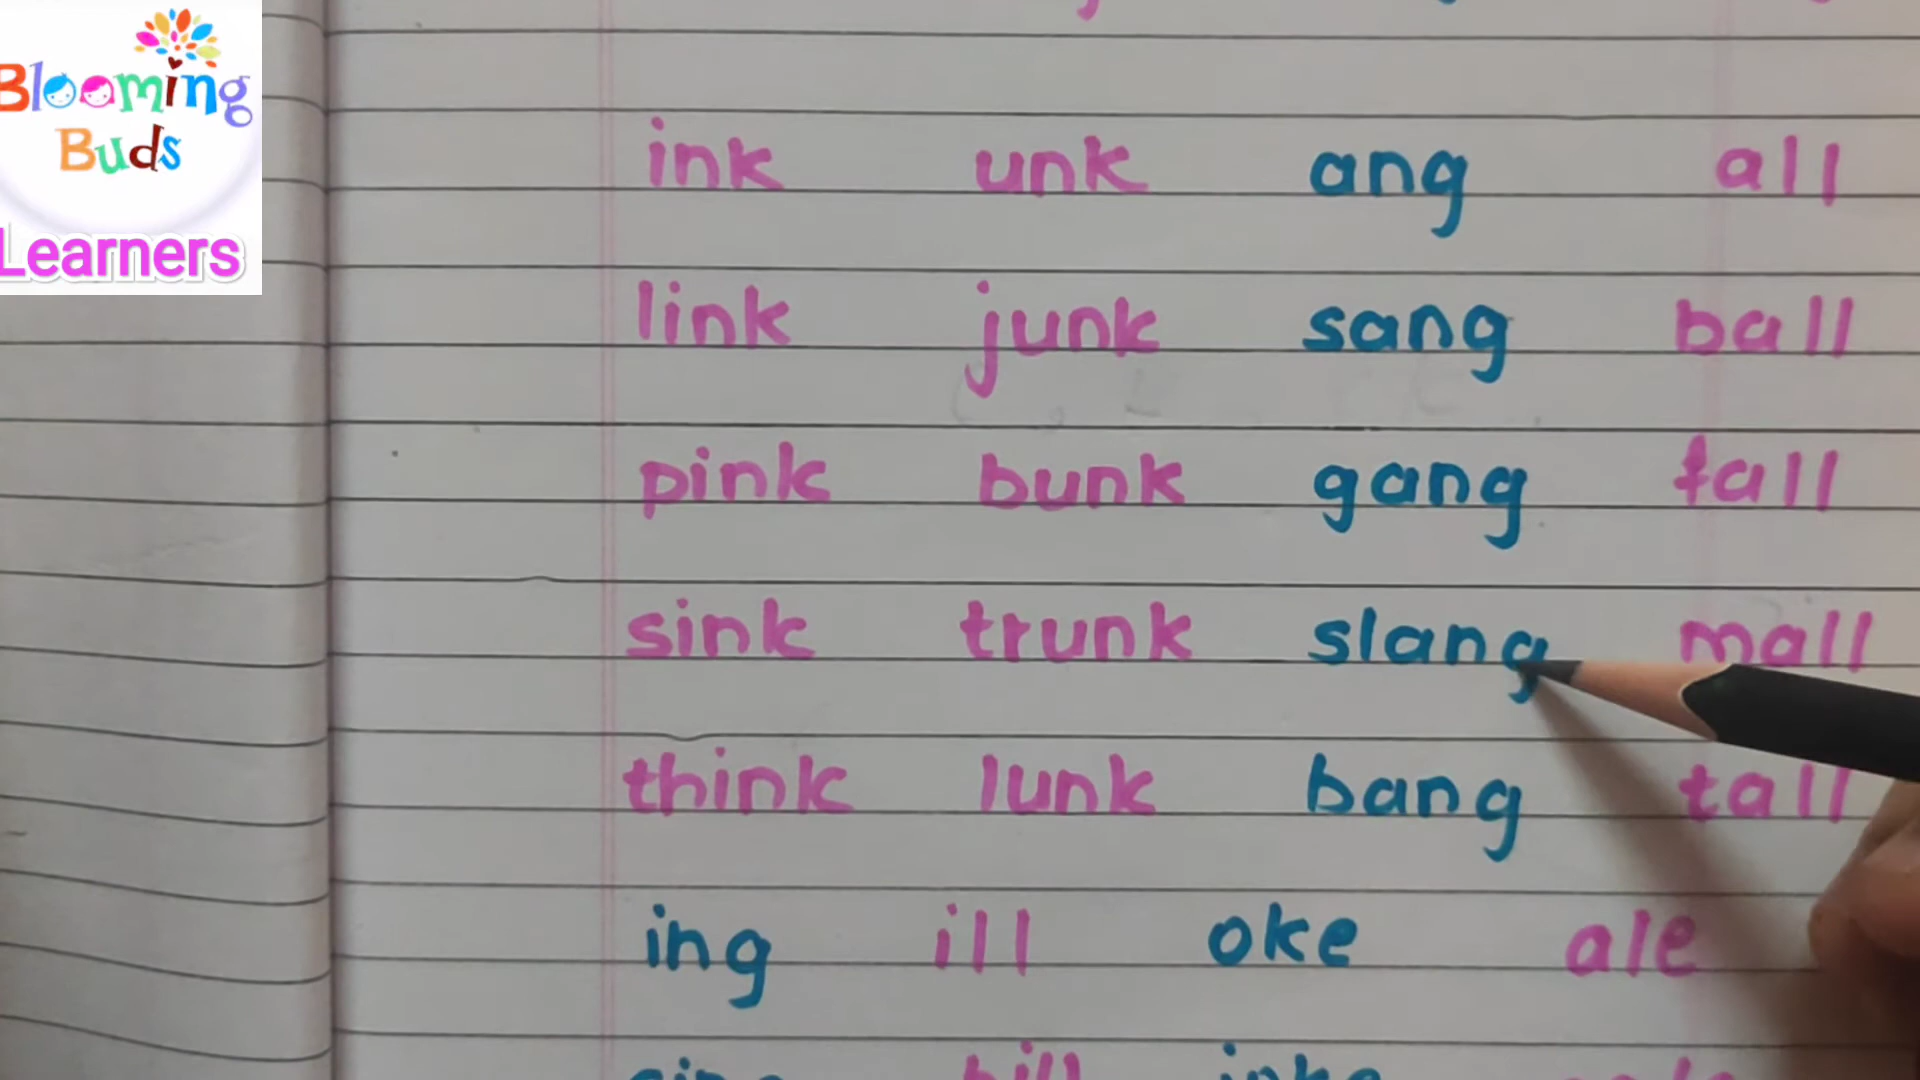 Blooming
Buds
Learners
ink unk ang all
link junk sang ball
pink bunk gang fall
sink trunk slang mall
think lunk bang tall
ing ill oke ale